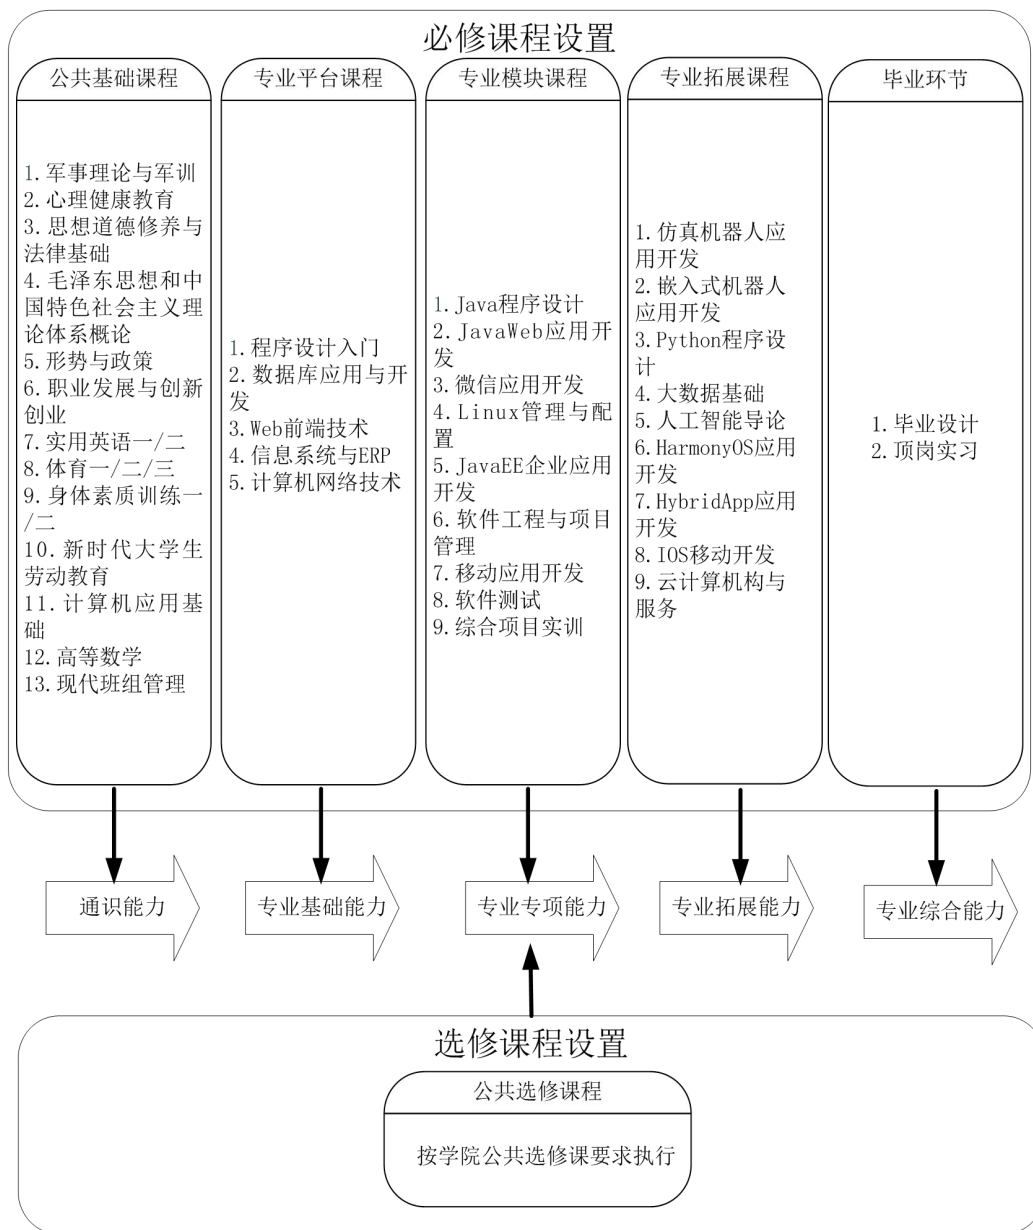 必修课程设置
公共基础课程
1.军事理论与军训
2.心理健康教育
3.思想道德修养与
法律基础
4.毛泽东思想和中
国特色社会主义理
论体系概论
5.形势与政策
6.职业发展与创新
创业
7.实用英语一/二
8.体育一/二/三
9.身体素质训练一
/二
10.新时代大学生
劳动教育
11.计算机应用基
础
12.高等数学
13.现代班组管理
专业平台课程
1.程序设计入门
2.数据库应用与开
发
3.Web前端技术
4.信息系统与ERP
5.计算机网络技术
专业模块课程
1.Java程序设计
2.JavaWeb应用开
发
3.微信应用开发
4.Linux管理与配
置
5.JavaEE企业应用
开发
6.软件工程与项目
管理
7.移动应用开发
8.软件测试
9.综合项目实训
专业拓展课程
1.仿真机器人应
用开发
2.嵌入式机器人
应用开发
3.Python程序设
计
4.大数据基础
5.人工智能导论
6.HarmonyOS应用
开发
7.HybridApp应用
开发
8.IOS移动开发
9.云计算机构与
服务
毕业环节
1.毕业设计
2.顶岗实习
通识能力
专业基础能力
专业专项能力
专业拓展能力
专业综合能力
选修课程设置
公共选修课程
按学院公共选修课要求执行